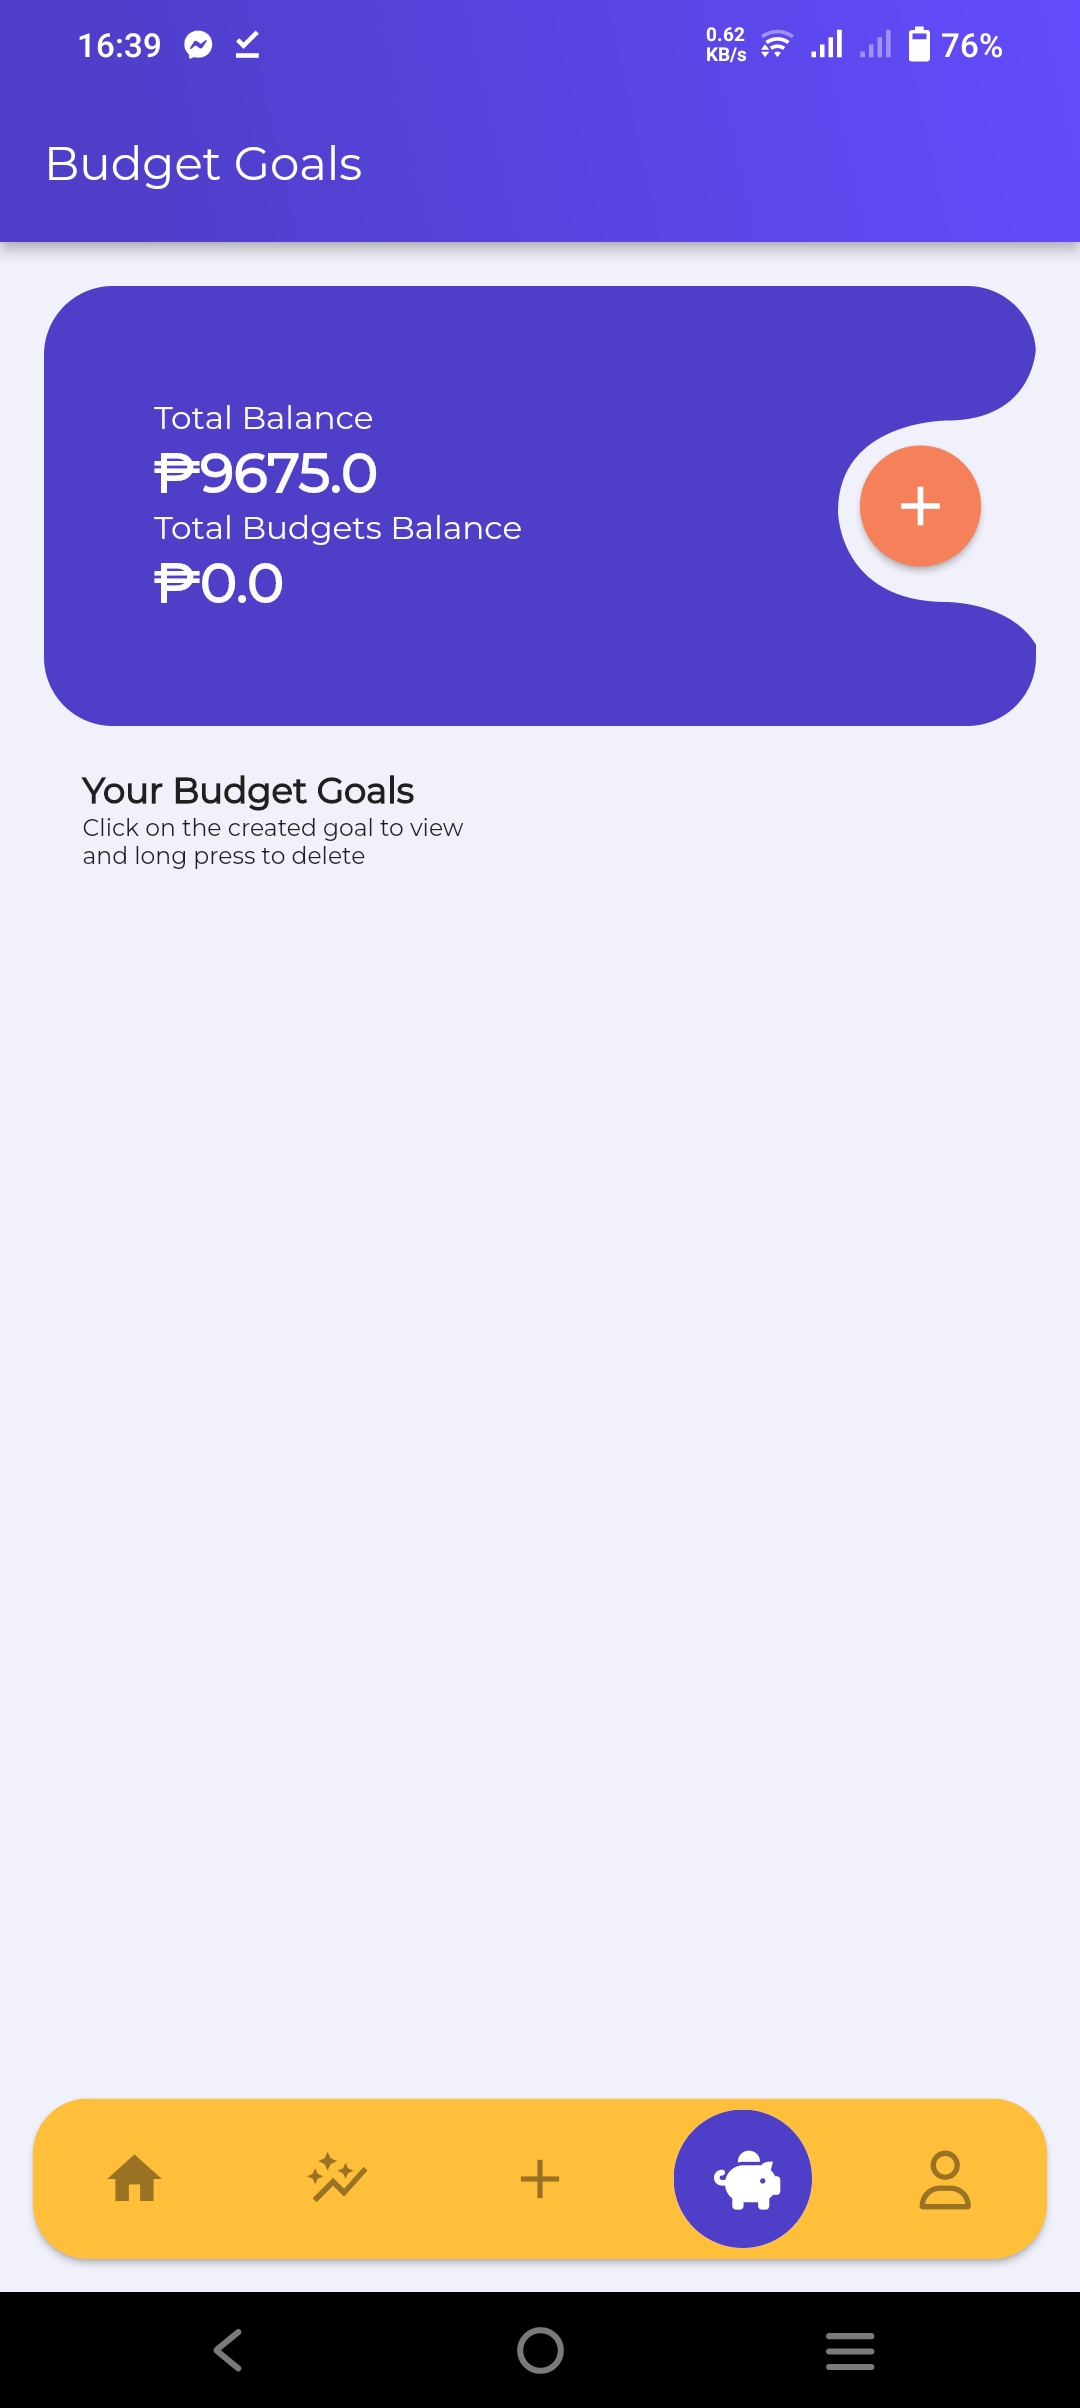 16:39
0.62
KB/s
76%
Budget Goals
Total Balance
₱9675.0
Total Budgets Balance
₱0.0
Your Budget Goals
Click on the created goal to view
and long press to delete